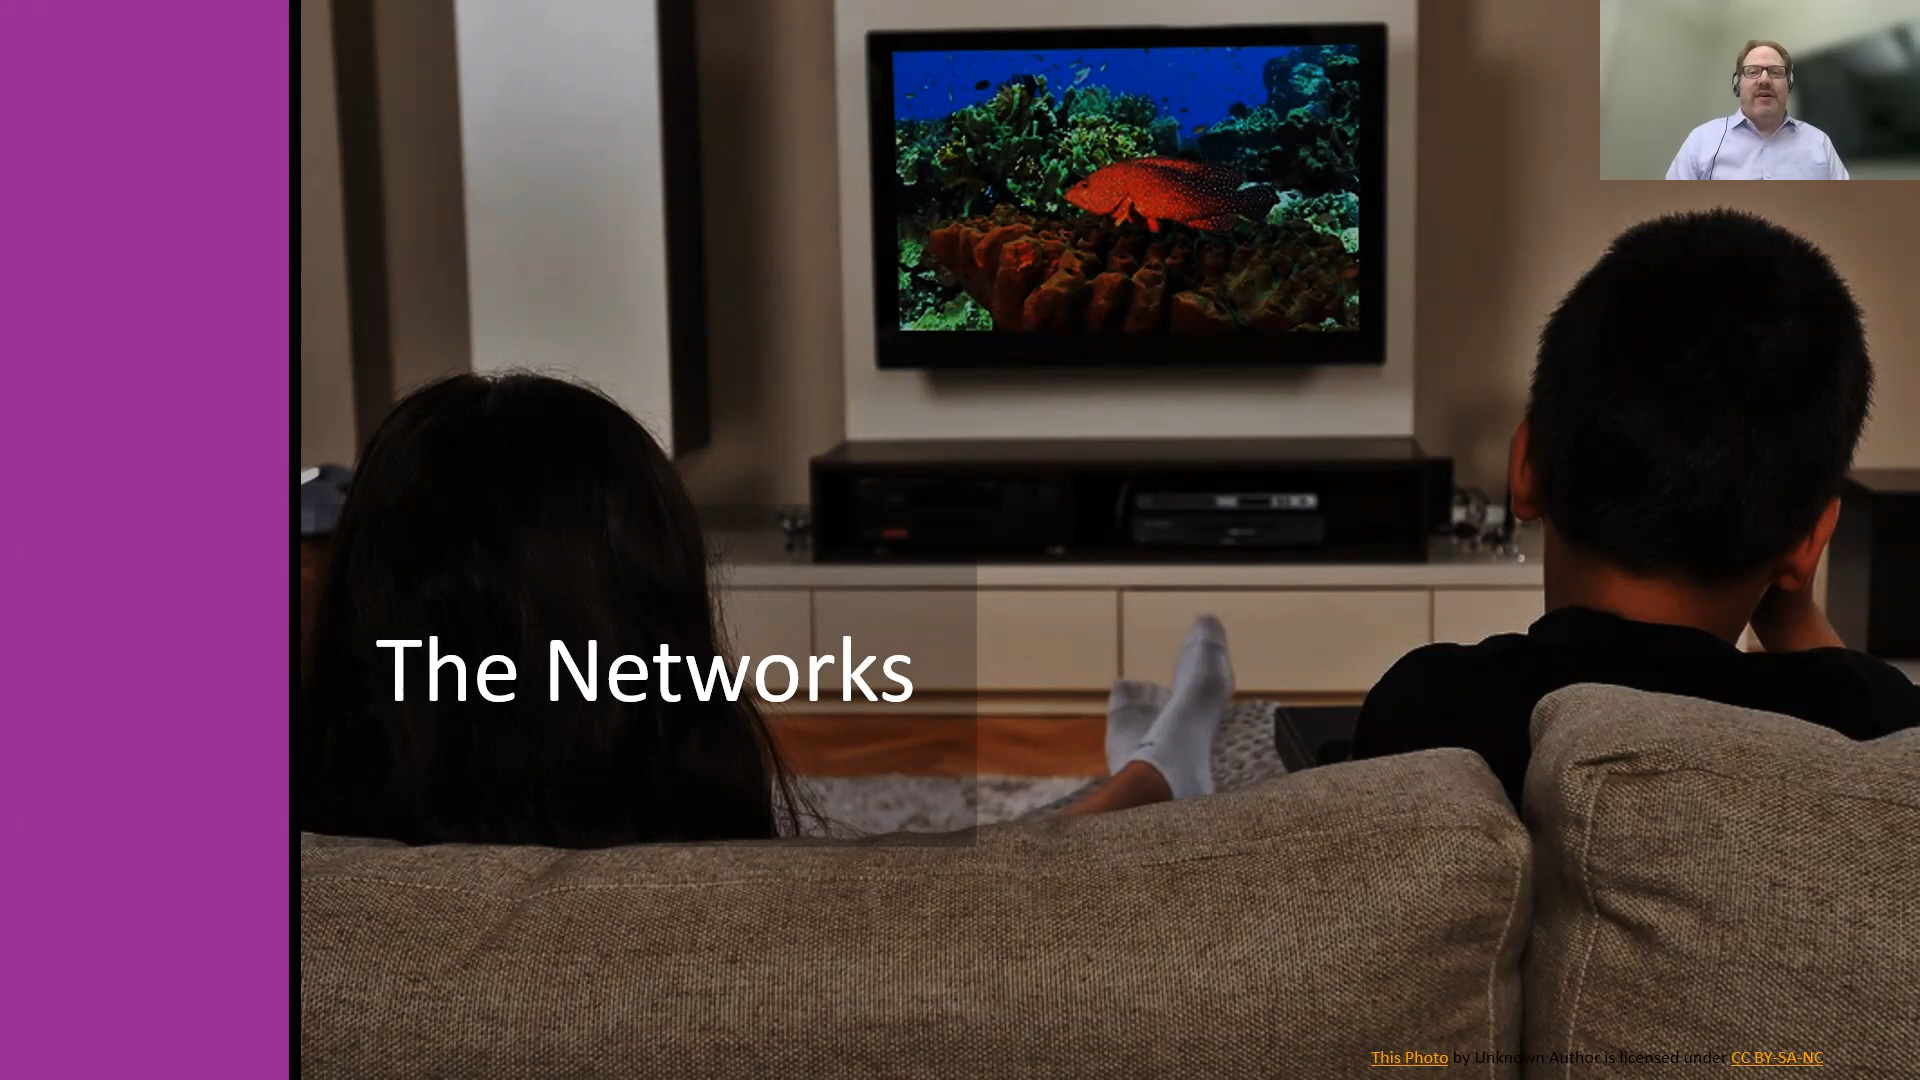 The Networks
This Photo by Unknown Author is licensed under CC BY-SA-NC